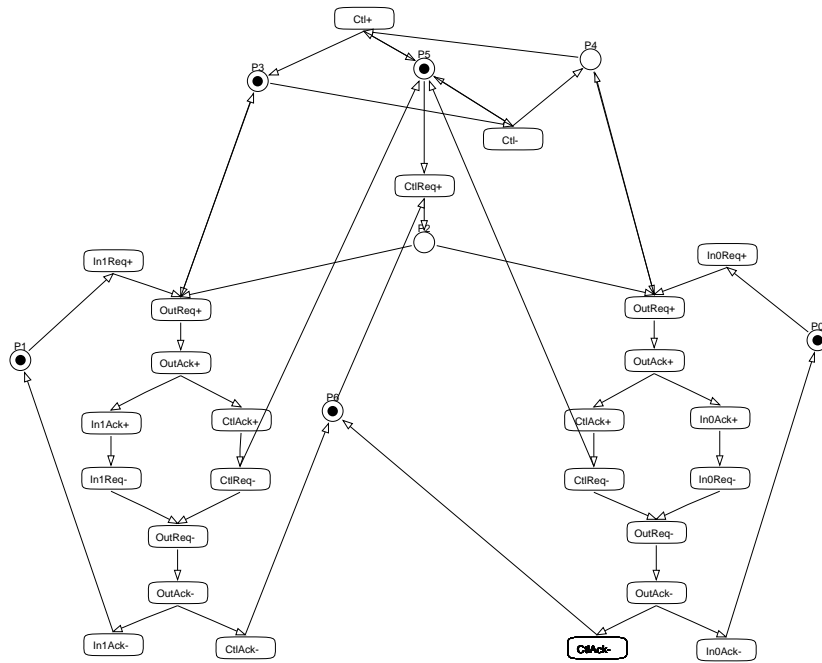 Ctl+
P5
P4
P3
Ctl-
CtlReq+
P2
In1Req+
In0Req+
OutReq+
OutReq+
P1
P0
OutAck+
OutAck+
P6
In1Ack+
CtlAck+
CtlAck+
In0Ack+
In1Req-
CtlReq-
CtlReq-
In0Req-
OutReq-
OutReq-
OutAck-
OutAck-
In1Ack-
CtlAck-
CtlAck-
In0Ack-